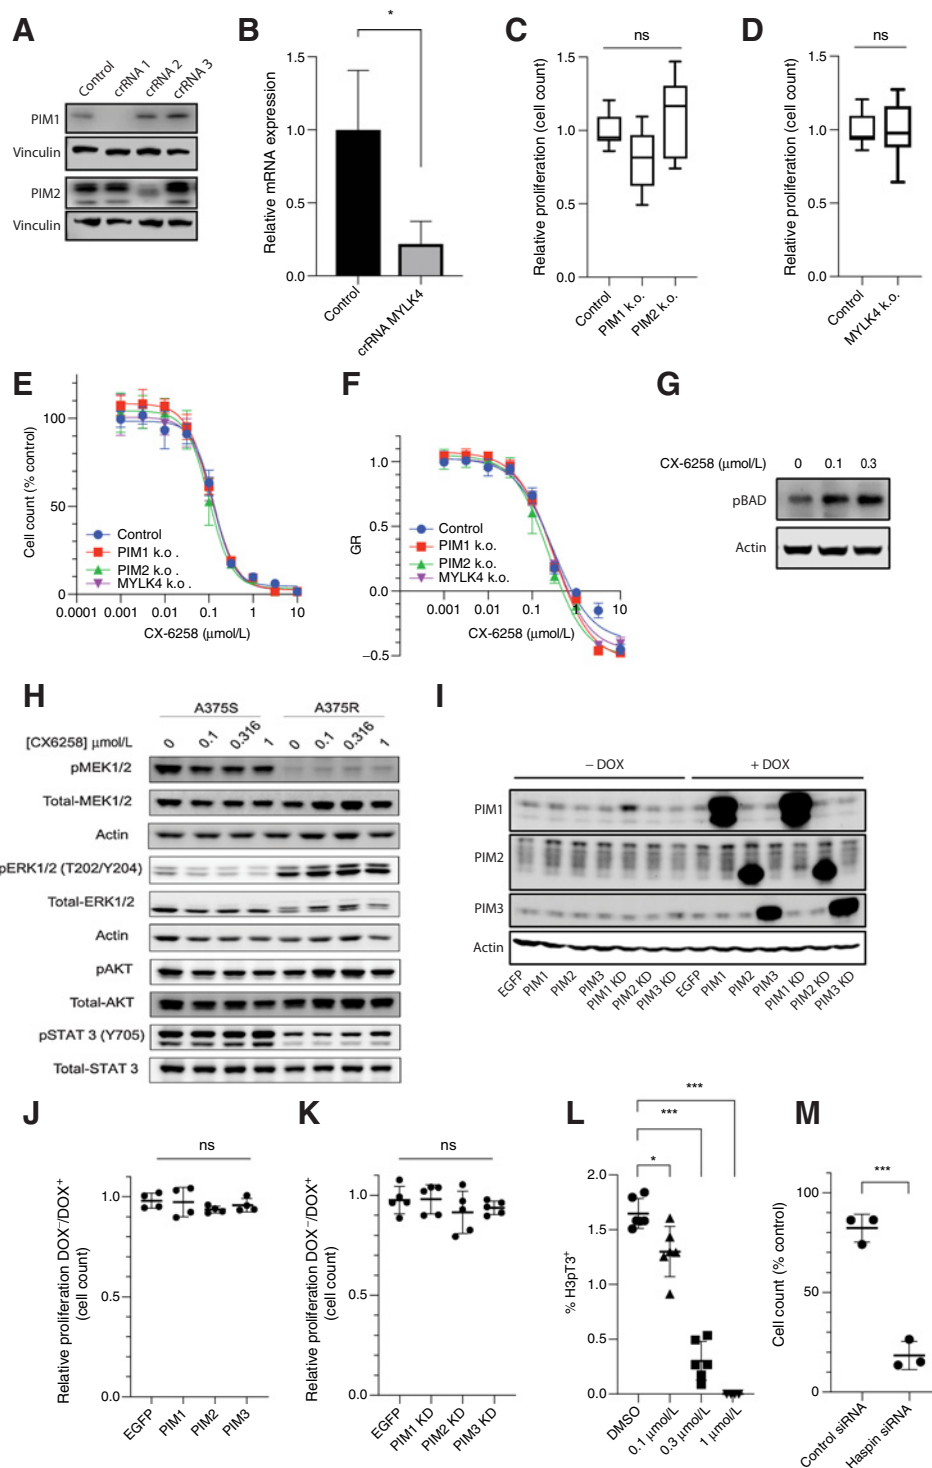 A
Control
crRNA 1
crRNA 2
crRNA 3
PIM1
Vinculin
PIM2
Vinculin
B
*
Relative mRNA expression
1.5
1.0
0.5
0.0
Control
crRNA MYLK4
C
ns
Relative proliferation (cell count)
1.5
1.0
0.5
0.0
Control
PIM1 k.o.
PIM2 k.o.
D
ns
Relative proliferation (cell count)
1.5
1.0
0.5
0.0
Control
MYLK4 k.o.
E
Cell count (% control)
100
50
0
Control
PIM1 k.o .
PIM2 k.o .
MYLK4 k.o .
0.0001 0.001 0.01 0.1 1 10
CX-6258 (μmol/L)
F
GR
1.0
0.5
0.0
−0.5
Control
PIM1 k.o.
PIM2 k.o.
MYLK4 k.o.
0.001 0.01 0.1 1 10
CX-6258 (μmol/L)
G
CX-6258 (μmol/L) 0 0.1 0.3
pBAD
Actin
H
A375S A375R
[CX6258] μmol/L 0 0.1 0.316 1 0 0.1 0.316 1
pMEK1/2
Total-MEK1/2
Actin
pERK1/2 (T202/Y204)
Total-ERK1/2
Actin
pAKT
Total-AKT
pSTAT 3 (Y705)
Total-STAT 3
I
− DOX + DOX
PIM1
PIM2
PIM3
Actin
EGFP PIM1 PIM2 PIM3 PIM1 KD PIM2 KD PIM3 KD EGFP PIM1 PIM2 PIM3 PIM1 KD PIM2 KD PIM3 KD
J
ns
Relative proliferation DOX⁻/DOX⁺
(cell count)
1.0
0.5
0.0
EGFP
PIM1
PIM2
PIM3
K
ns
Relative proliferation DOX⁻/DOX⁺
(cell count)
1.0
0.5
0.0
EGFP
PIM1 KD
PIM2 KD
PIM3 KD
L
***
***
*
% H3pT3⁺
2.0
1.5
1.0
0.5
0.0
DMSO
0.1 μmol/L
0.3 μmol/L
1 μmol/L
M
***
Cell count (% control)
100
50
0
Control siRNA
Haspin siRNA